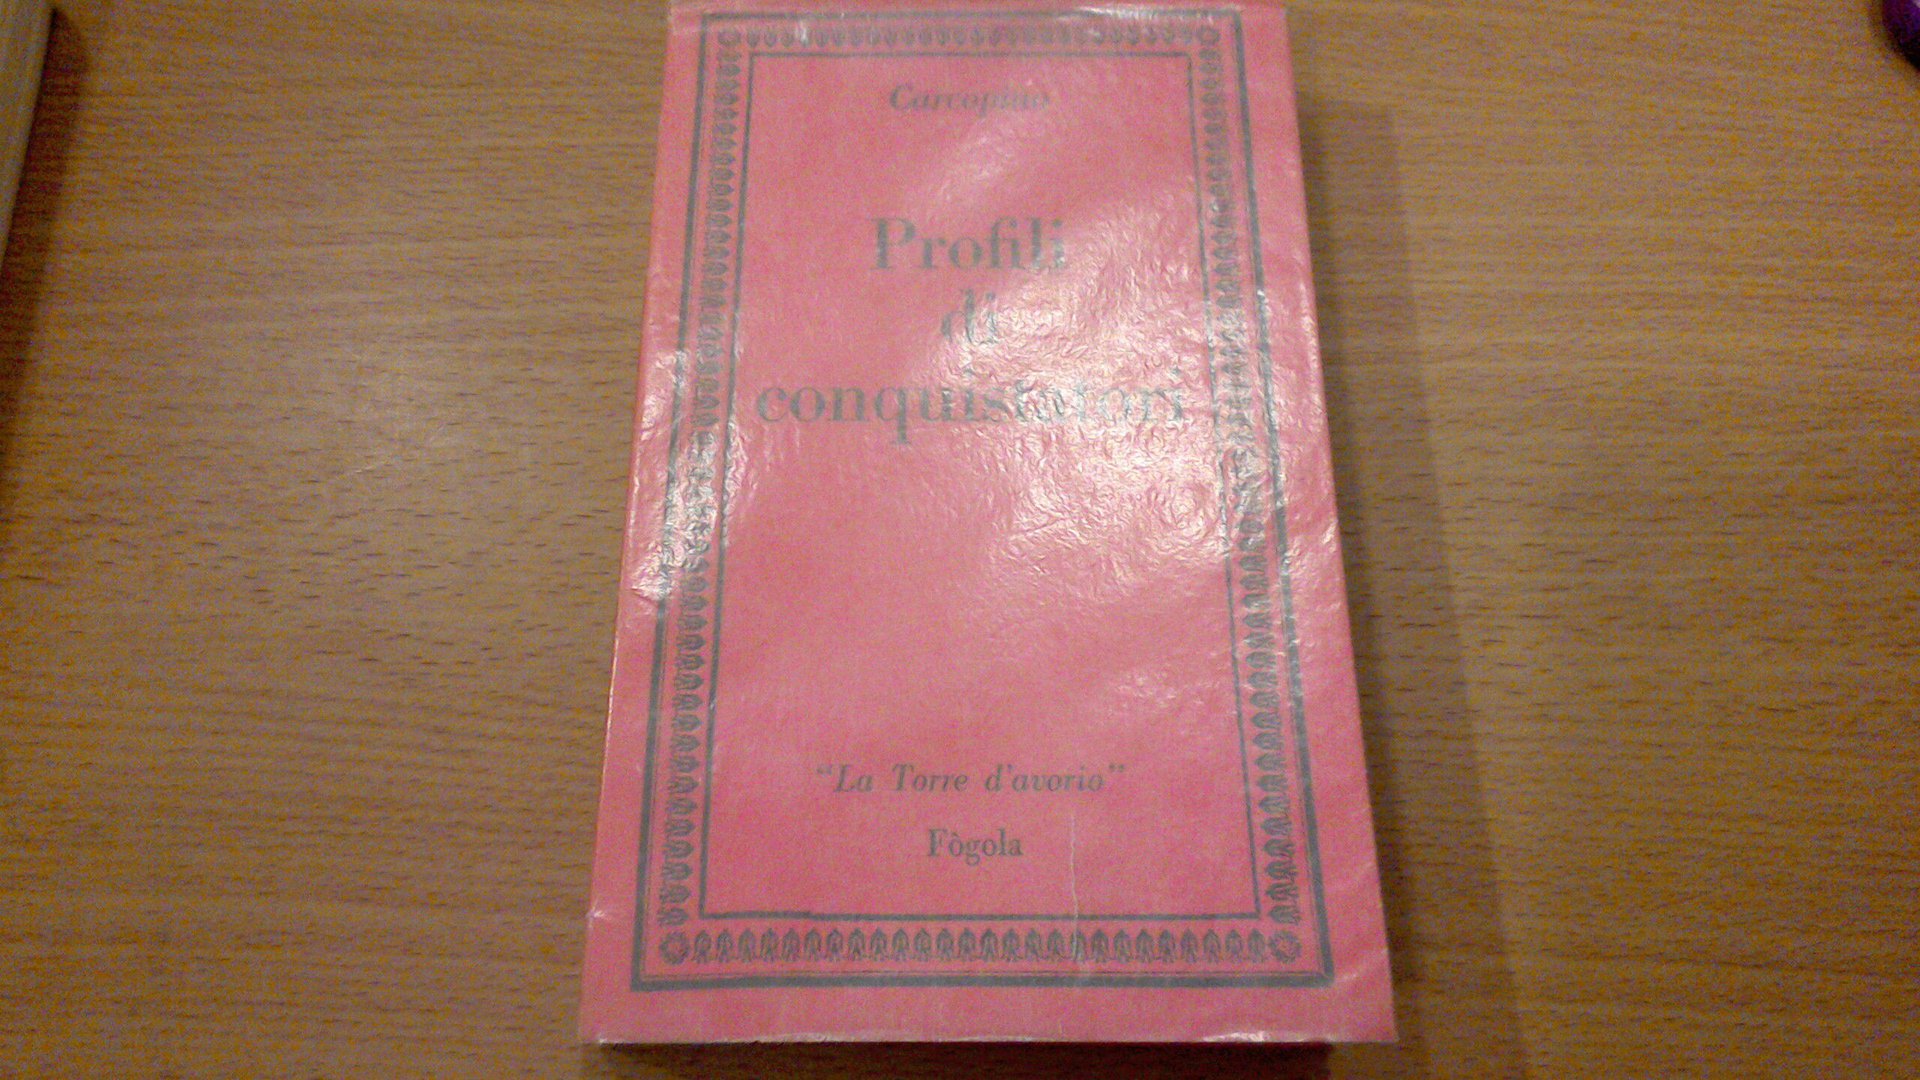 Carcopino
Profili
di
conquistatori
"La Torre d'avorio"
Fògola